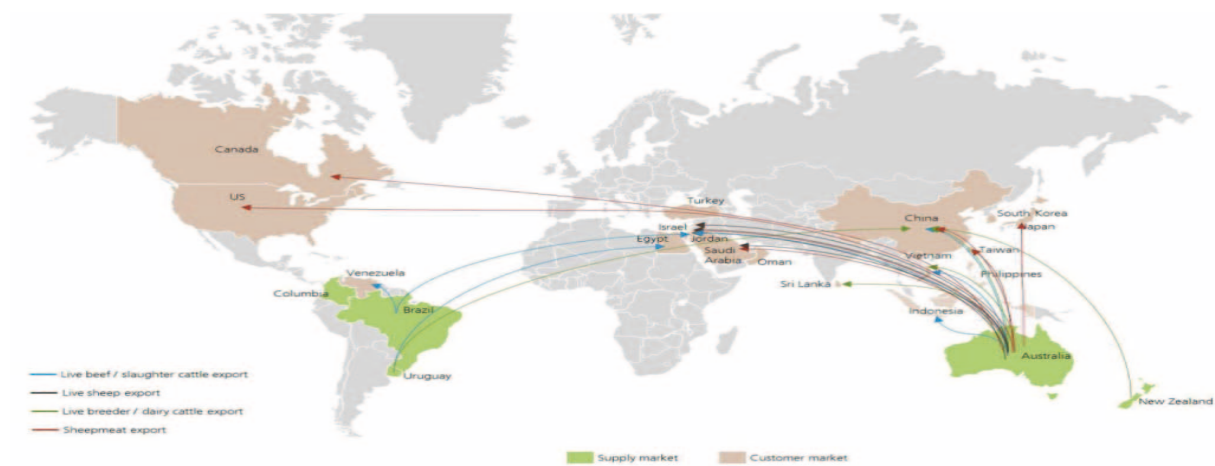 Canada
US
Turkey
Israel
Egypt
Jordan
Saudi
Arabia
Oman
China
South Korea
Japan
Taiwan
Vietnam
Philippines
Sri Lanka
Indonesia
Venezuela
Columbia
Brazil
Uruguay
Australia
New Zealand
Live beef / slaughter cattle export
Live sheep export
Live breeder / dairy cattle export
Sheepmeat export
Supply market
Customer market